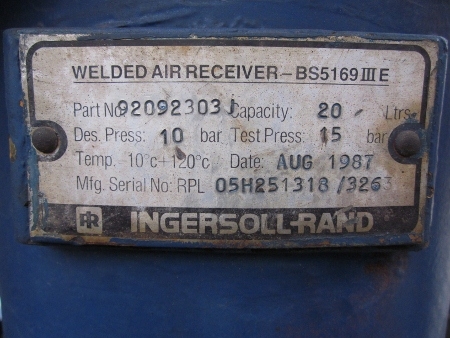 WELDED AIR RECEIVER - BS5169 III E
Part No: 92092303J Capacity: 20 Ltrs
Des. Press: 10 bar Test Press: 15 bar
Temp. 10°c+120°c Date: AUG 1987
Mfg. Serial No: RPL 05H251318 /3263
IR INGERSOLL-RAND